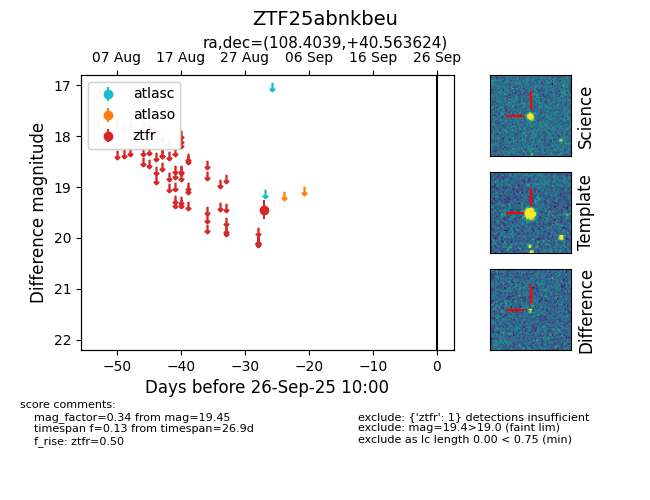 ZTF25abnkbeu
ra,dec=(108.4039,+40.563624)
07 Aug 17 Aug 27 Aug 06 Sep 16 Sep 26 Sep
atlasc
atlaso
ztfr
17
18
19
20
21
22
Difference magnitude
−50 −40 −30 −20 −10 0
Days before 26-Sep-25 10:00
Science
Template
Difference
score comments:
mag_factor=0.34 from mag=19.45
timespan f=0.13 from timespan=26.9d
f_rise: ztfr=0.50
exclude: {'ztfr': 1} detections insufficient
exclude: mag=19.4>19.0 (faint lim)
exclude as lc length 0.00 < 0.75 (min)